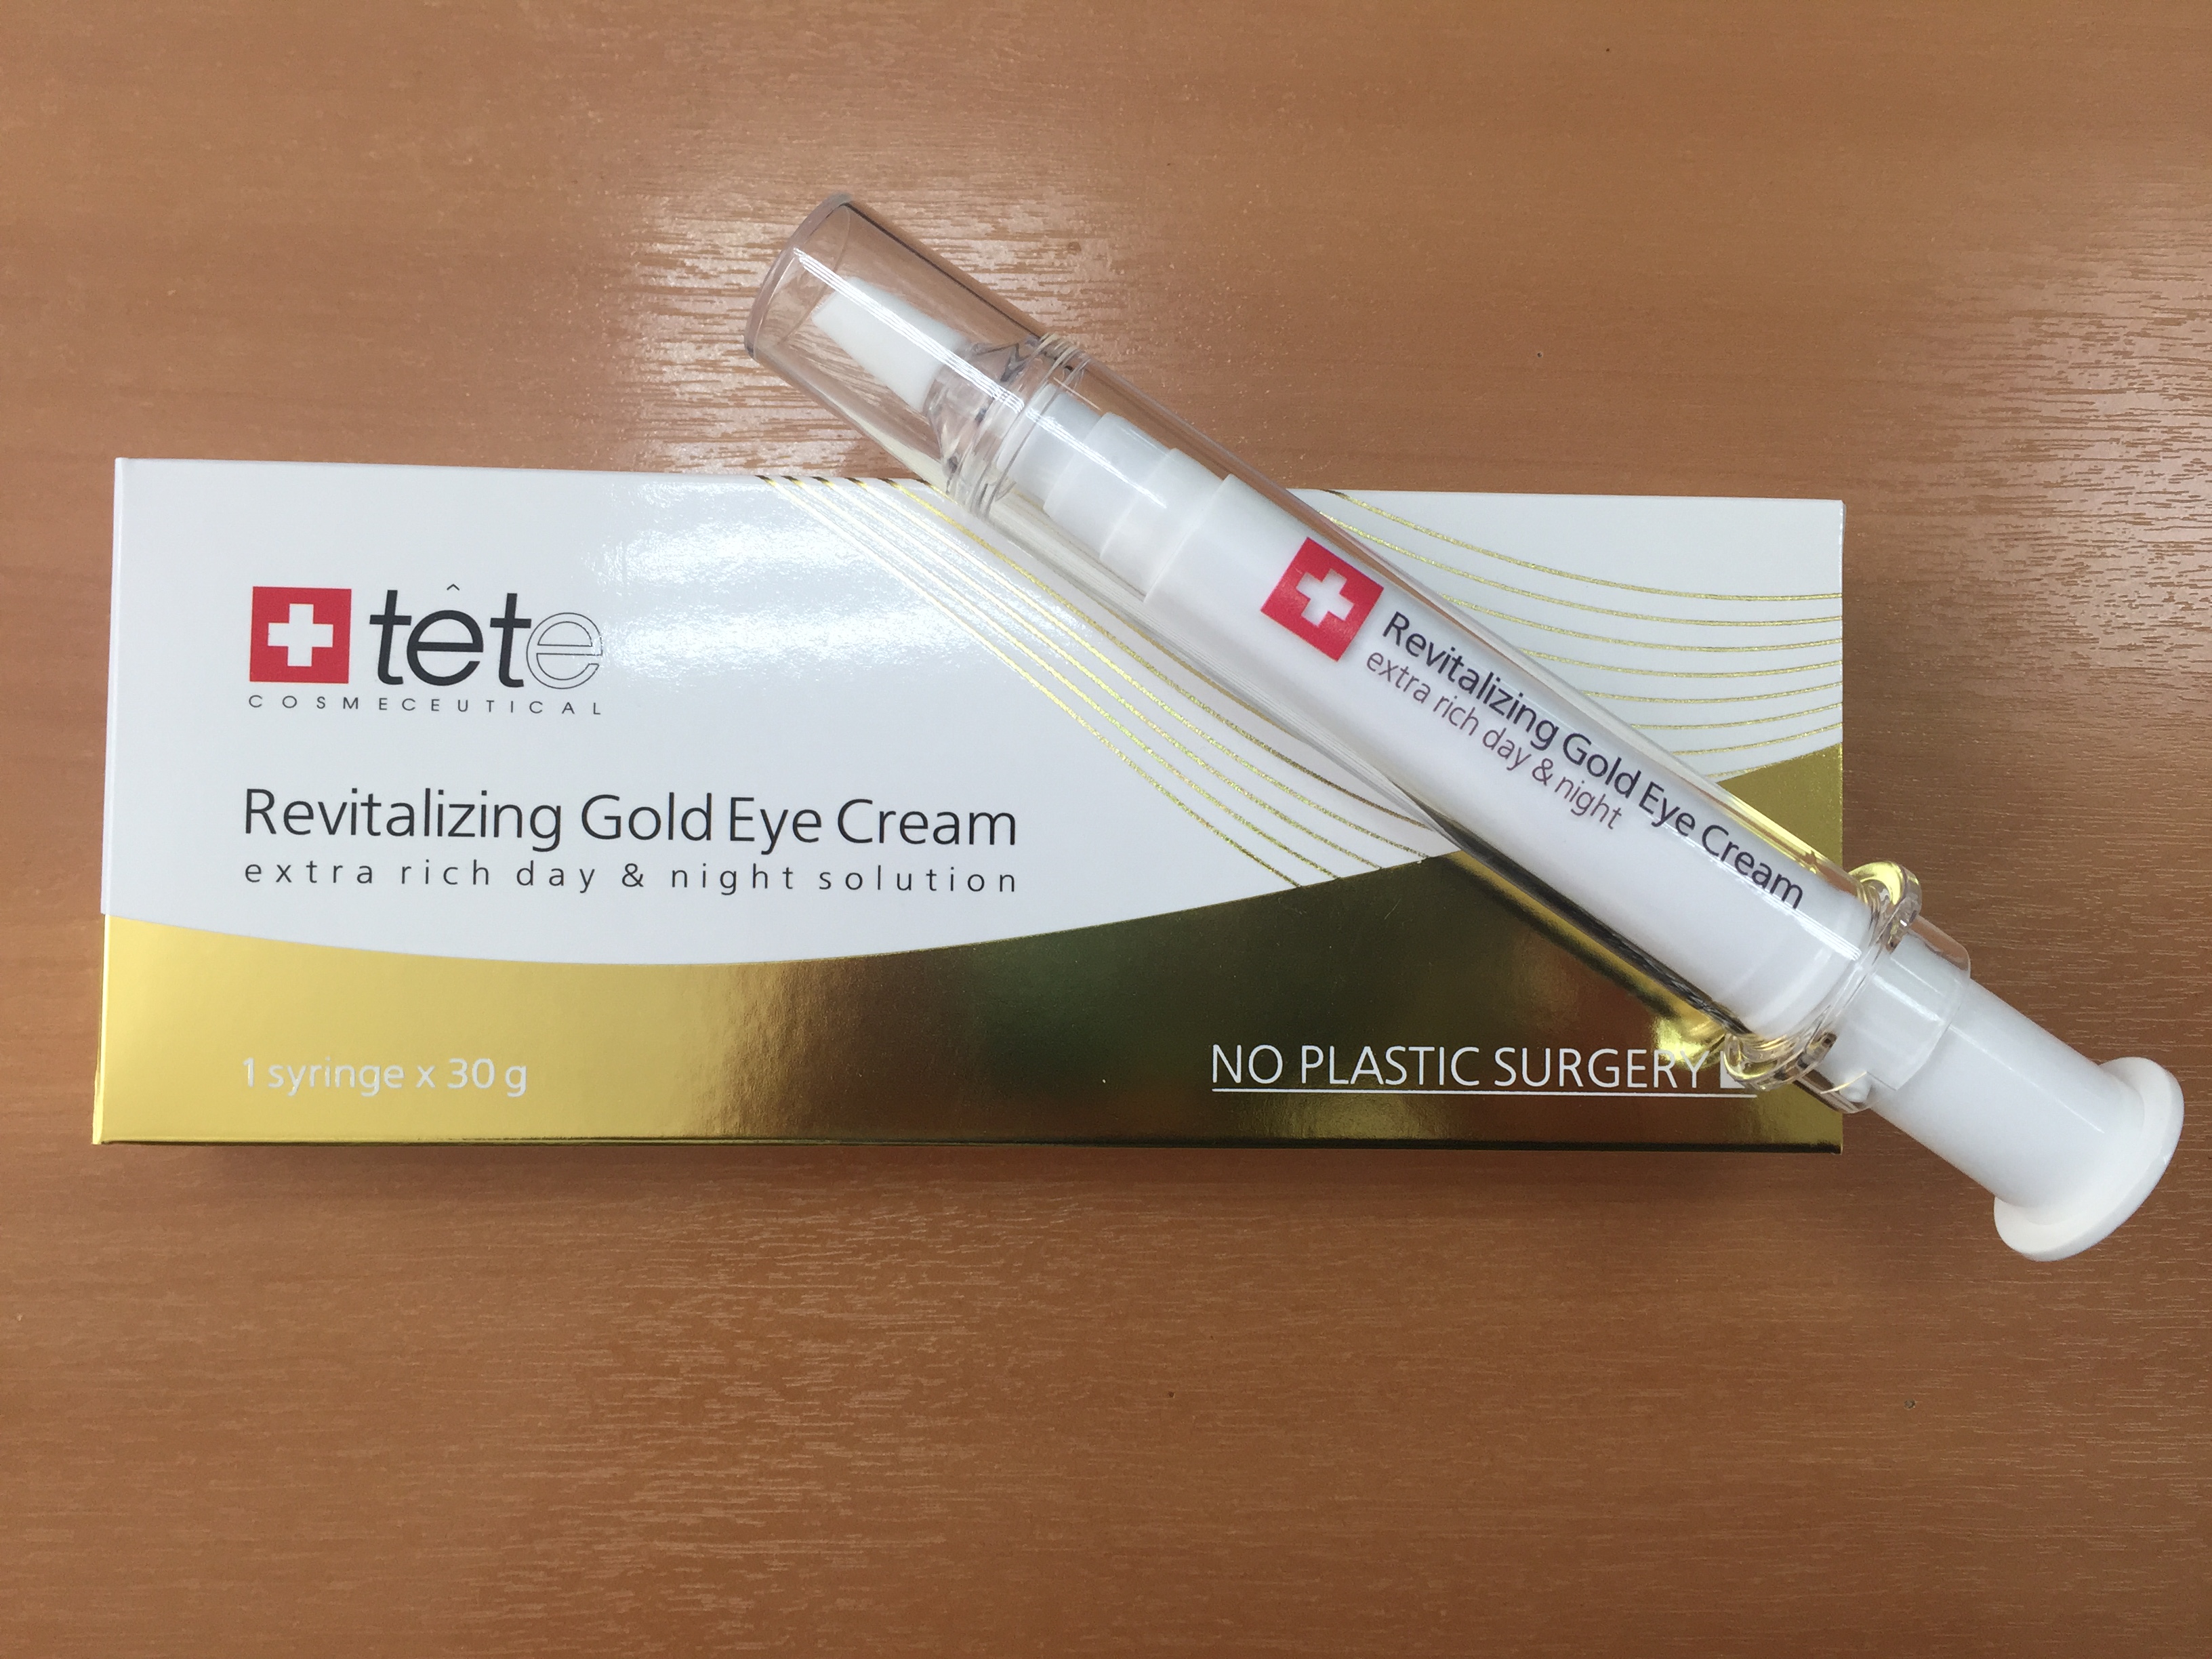 tête
COSMECEUTICAL
Revitalizing Gold Eye Cream
extra rich day & night solution
1 syringe x 30 g
NO PLASTIC SURGERY
Revitalizing Gold Eye Cream
extra rich day & night